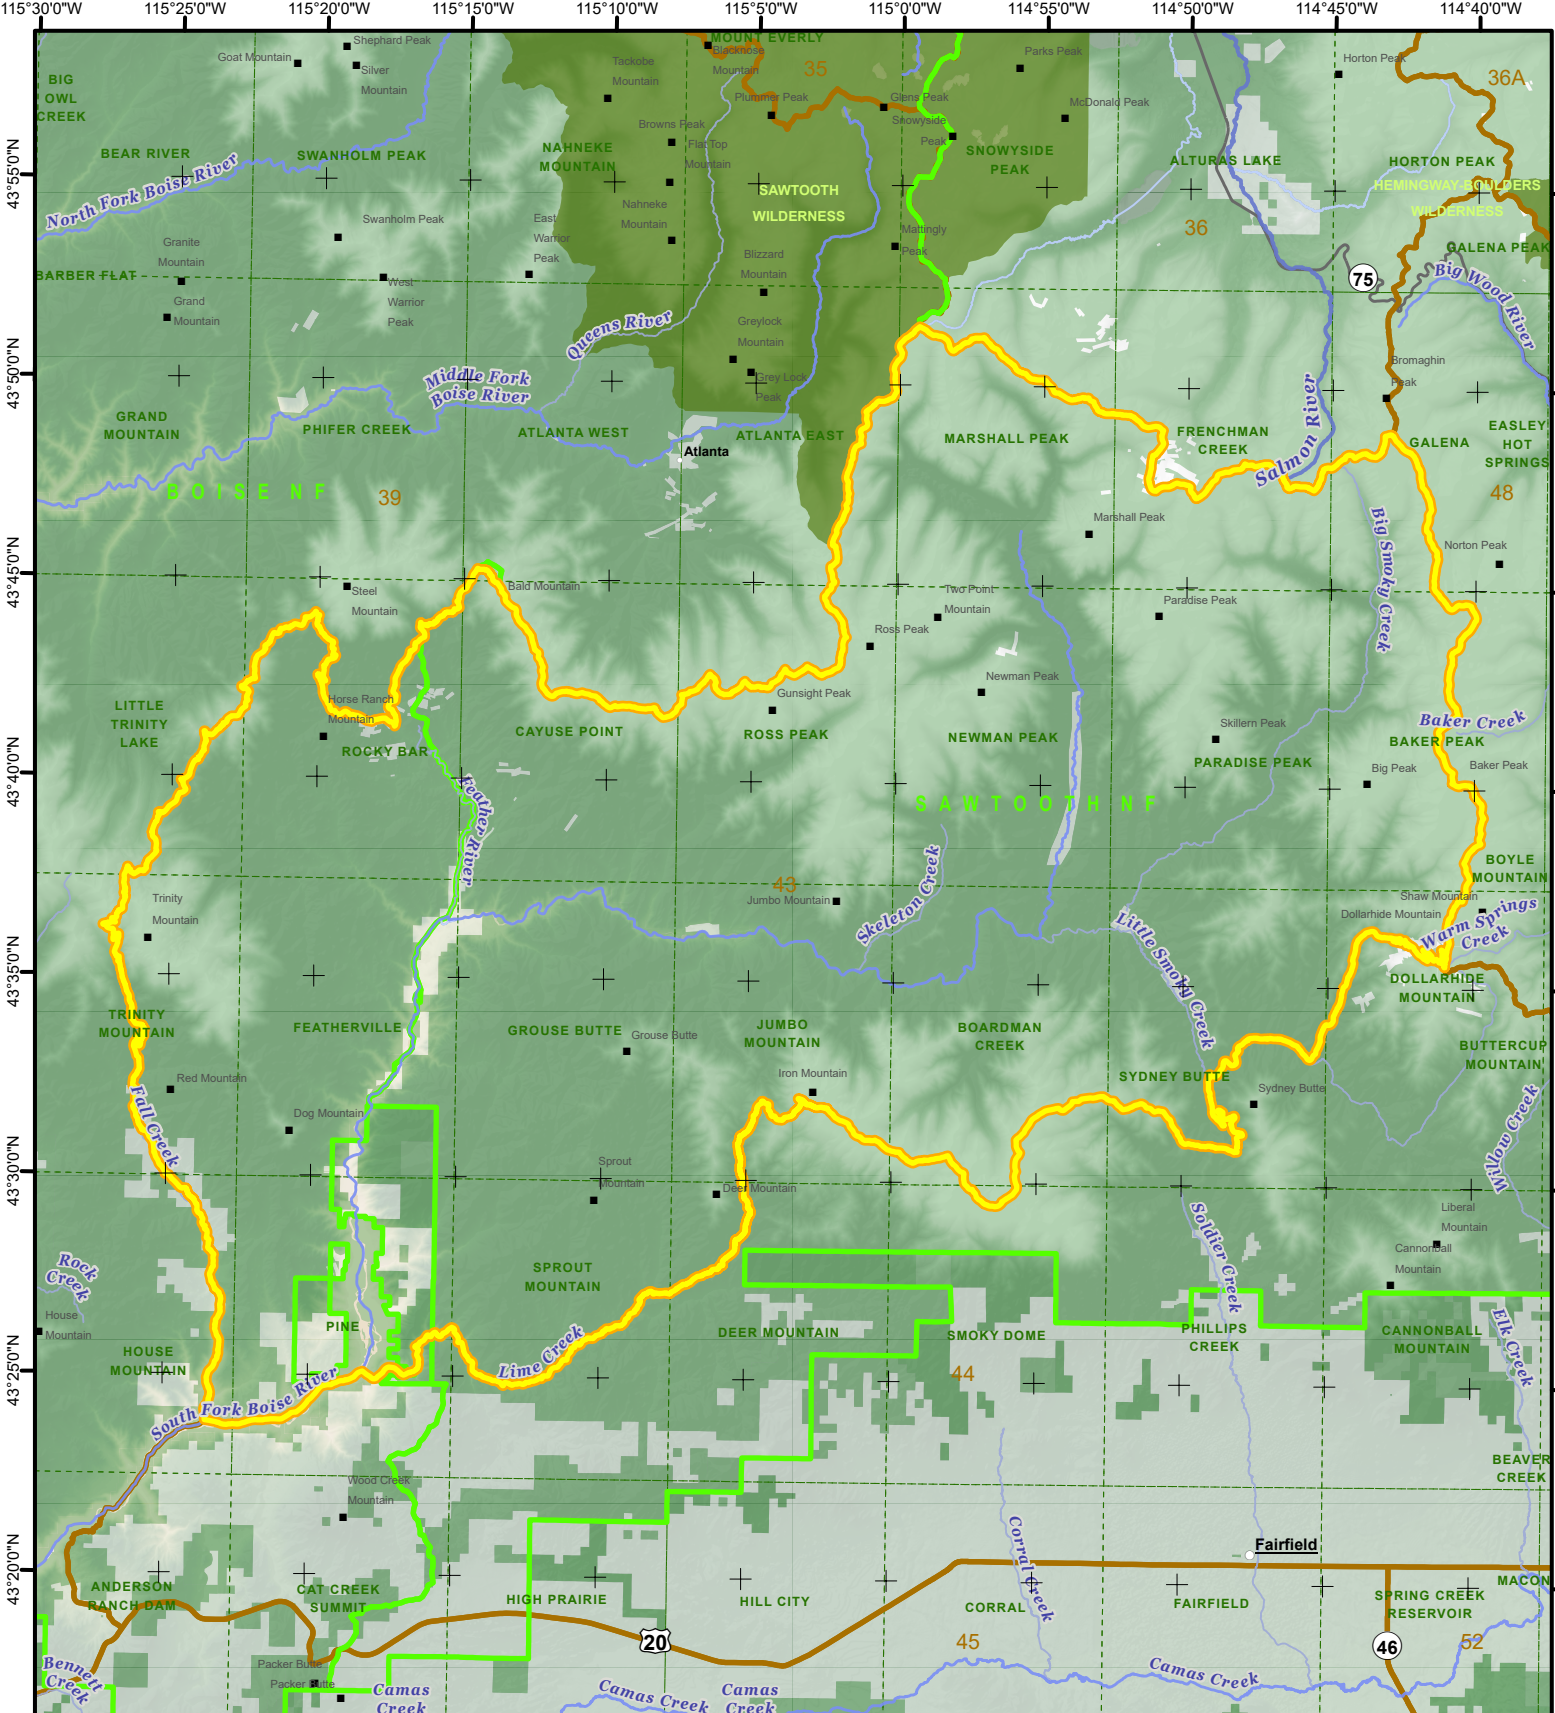 115°30'0"W
115°25'0"W
115°20'0"W
115°15'0"W
115°10'0"W
115°5'0"W
115°0'0"W
114°55'0"W
114°50'0"W
114°45'0"W
114°40'0"W
43°55'0"N
43°50'0"N
43°45'0"N
43°40'0"N
43°35'0"N
43°30'0"N
43°25'0"N
43°20'0"N
Shephard Peak
Goat Mountain
Silver
Mountain
BIG
OWL
CREEK
MOUNT EVERLY
Blacknose
Mountain
35
Tackobe
Mountain
Plummer Peak
Glens Peak
Parks Peak
McDonald Peak
Horton Peak
36A
Browns Peak
Flat Top
Mountain
Snowyside
Peak
BEAR RIVER
SWANHOLM PEAK
NAHNEKE
MOUNTAIN
SNOWYSIDE
PEAK
ALTURAS LAKE
HORTON PEAK
North Fork Boise River
SAWTOOTH
WILDERNESS
HEMINGWAY-BOULDERS
WILDERNESS
Nahneke
Mountain
Swanholm Peak
East
Warrior
Peak
Mattingly
Peak
36
Granite
Mountain
Blizzard
Mountain
GALENA PEAK
BARBER FLAT
West
Warrior
Peak
75
Big Wood River
Grand
Mountain
Queens River
Greylock
Mountain
Bromaghin
Peak
Middle Fork
Boise River
Grey Lock
Peak
Salmon River
GRAND
MOUNTAIN
PHIFER CREEK
ATLANTA WEST
ATLANTA EAST
MARSHALL PEAK
FRENCHMAN
CREEK
GALENA
EASLEY
HOT
SPRINGS
Atlanta
BOISE NF
39
48
Marshall Peak
Big Smoky Creek
Norton Peak
Steel
Mountain
Bald Mountain
Two Point
Mountain
Paradise Peak
Ross Peak
Newman Peak
Horse Ranch
Mountain
Gunsight Peak
LITTLE
TRINITY
LAKE
ROCKY BAR
CAYUSE POINT
ROSS PEAK
NEWMAN PEAK
Skillern Peak
PARADISE PEAK
Baker Creek
BAKER PEAK
Big Peak
Baker Peak
Feather River
SAWTOOTH NF
43
Jumbo Mountain
Skeleton Creek
BOYLE
MOUNTAIN
Shaw Mountain
Dollarhide Mountain
Trinity
Mountain
Little Smoky Creek
Warm Springs
Creek
DOLLARHIDE
MOUNTAIN
TRINITY
MOUNTAIN
FEATHERVILLE
GROUSE BUTTE
Grouse Butte
JUMBO
MOUNTAIN
BOARDMAN
CREEK
BUTTERCUP
MOUNTAIN
Red Mountain
Iron Mountain
SYDNEY BUTTE
Sydney Butte
Fall Creek
Dog Mountain
Willow Creek
Sprout
Mountain
Deer Mountain
Soldier Creek
Liberal
Mountain
Cannonball
Mountain
Rock
Creek
SPROUT
MOUNTAIN
House
Mountain
PINE
DEER MOUNTAIN
SMOKY DOME
PHILLIPS
CREEK
CANNONBALL
MOUNTAIN
Elk Creek
HOUSE
MOUNTAIN
Lime Creek
44
South Fork Boise River
Wood Creek
Mountain
BEAVER
CREEK
Corral Creek
Fairfield
ANDERSON
RANCH DAM
CAT CREEK
SUMMIT
HIGH PRAIRIE
HILL CITY
CORRAL
FAIRFIELD
SPRING CREEK
RESERVOIR
MACON
20
45
46
52
Bennett
Creek
Packer Butte
Packer Butte
Camas
Creek
Camas Creek
Camas
Creek
Camas Creek